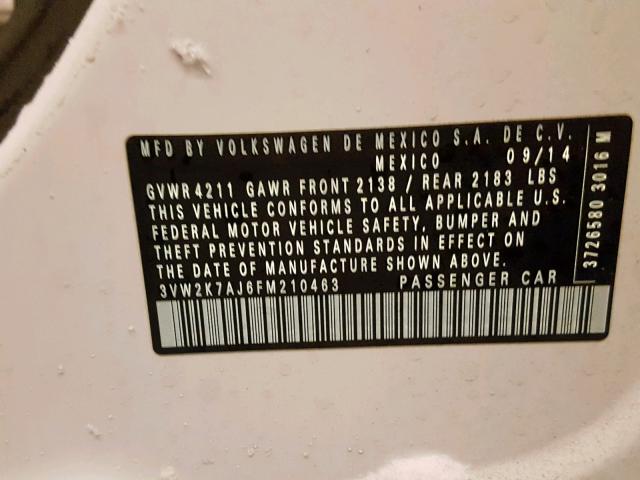 MFD BY VOLKSWAGEN DE MEXICO S.A. DE C.V.
MEXICO 09/14
GVWR 4211 GAWR FRONT 2138 / REAR 2183 LBS
THIS VEHICLE CONFORMS TO ALL APPLICABLE U.S.
FEDERAL MOTOR VEHICLE SAFETY, BUMPER AND
THEFT PREVENTION STANDARDS IN EFFECT ON
THE DATE OF MANUFACTURE SHOWN ABOVE.
3VW2K7AJ6FM210463 PASSENGER CAR
3726580 3016 M